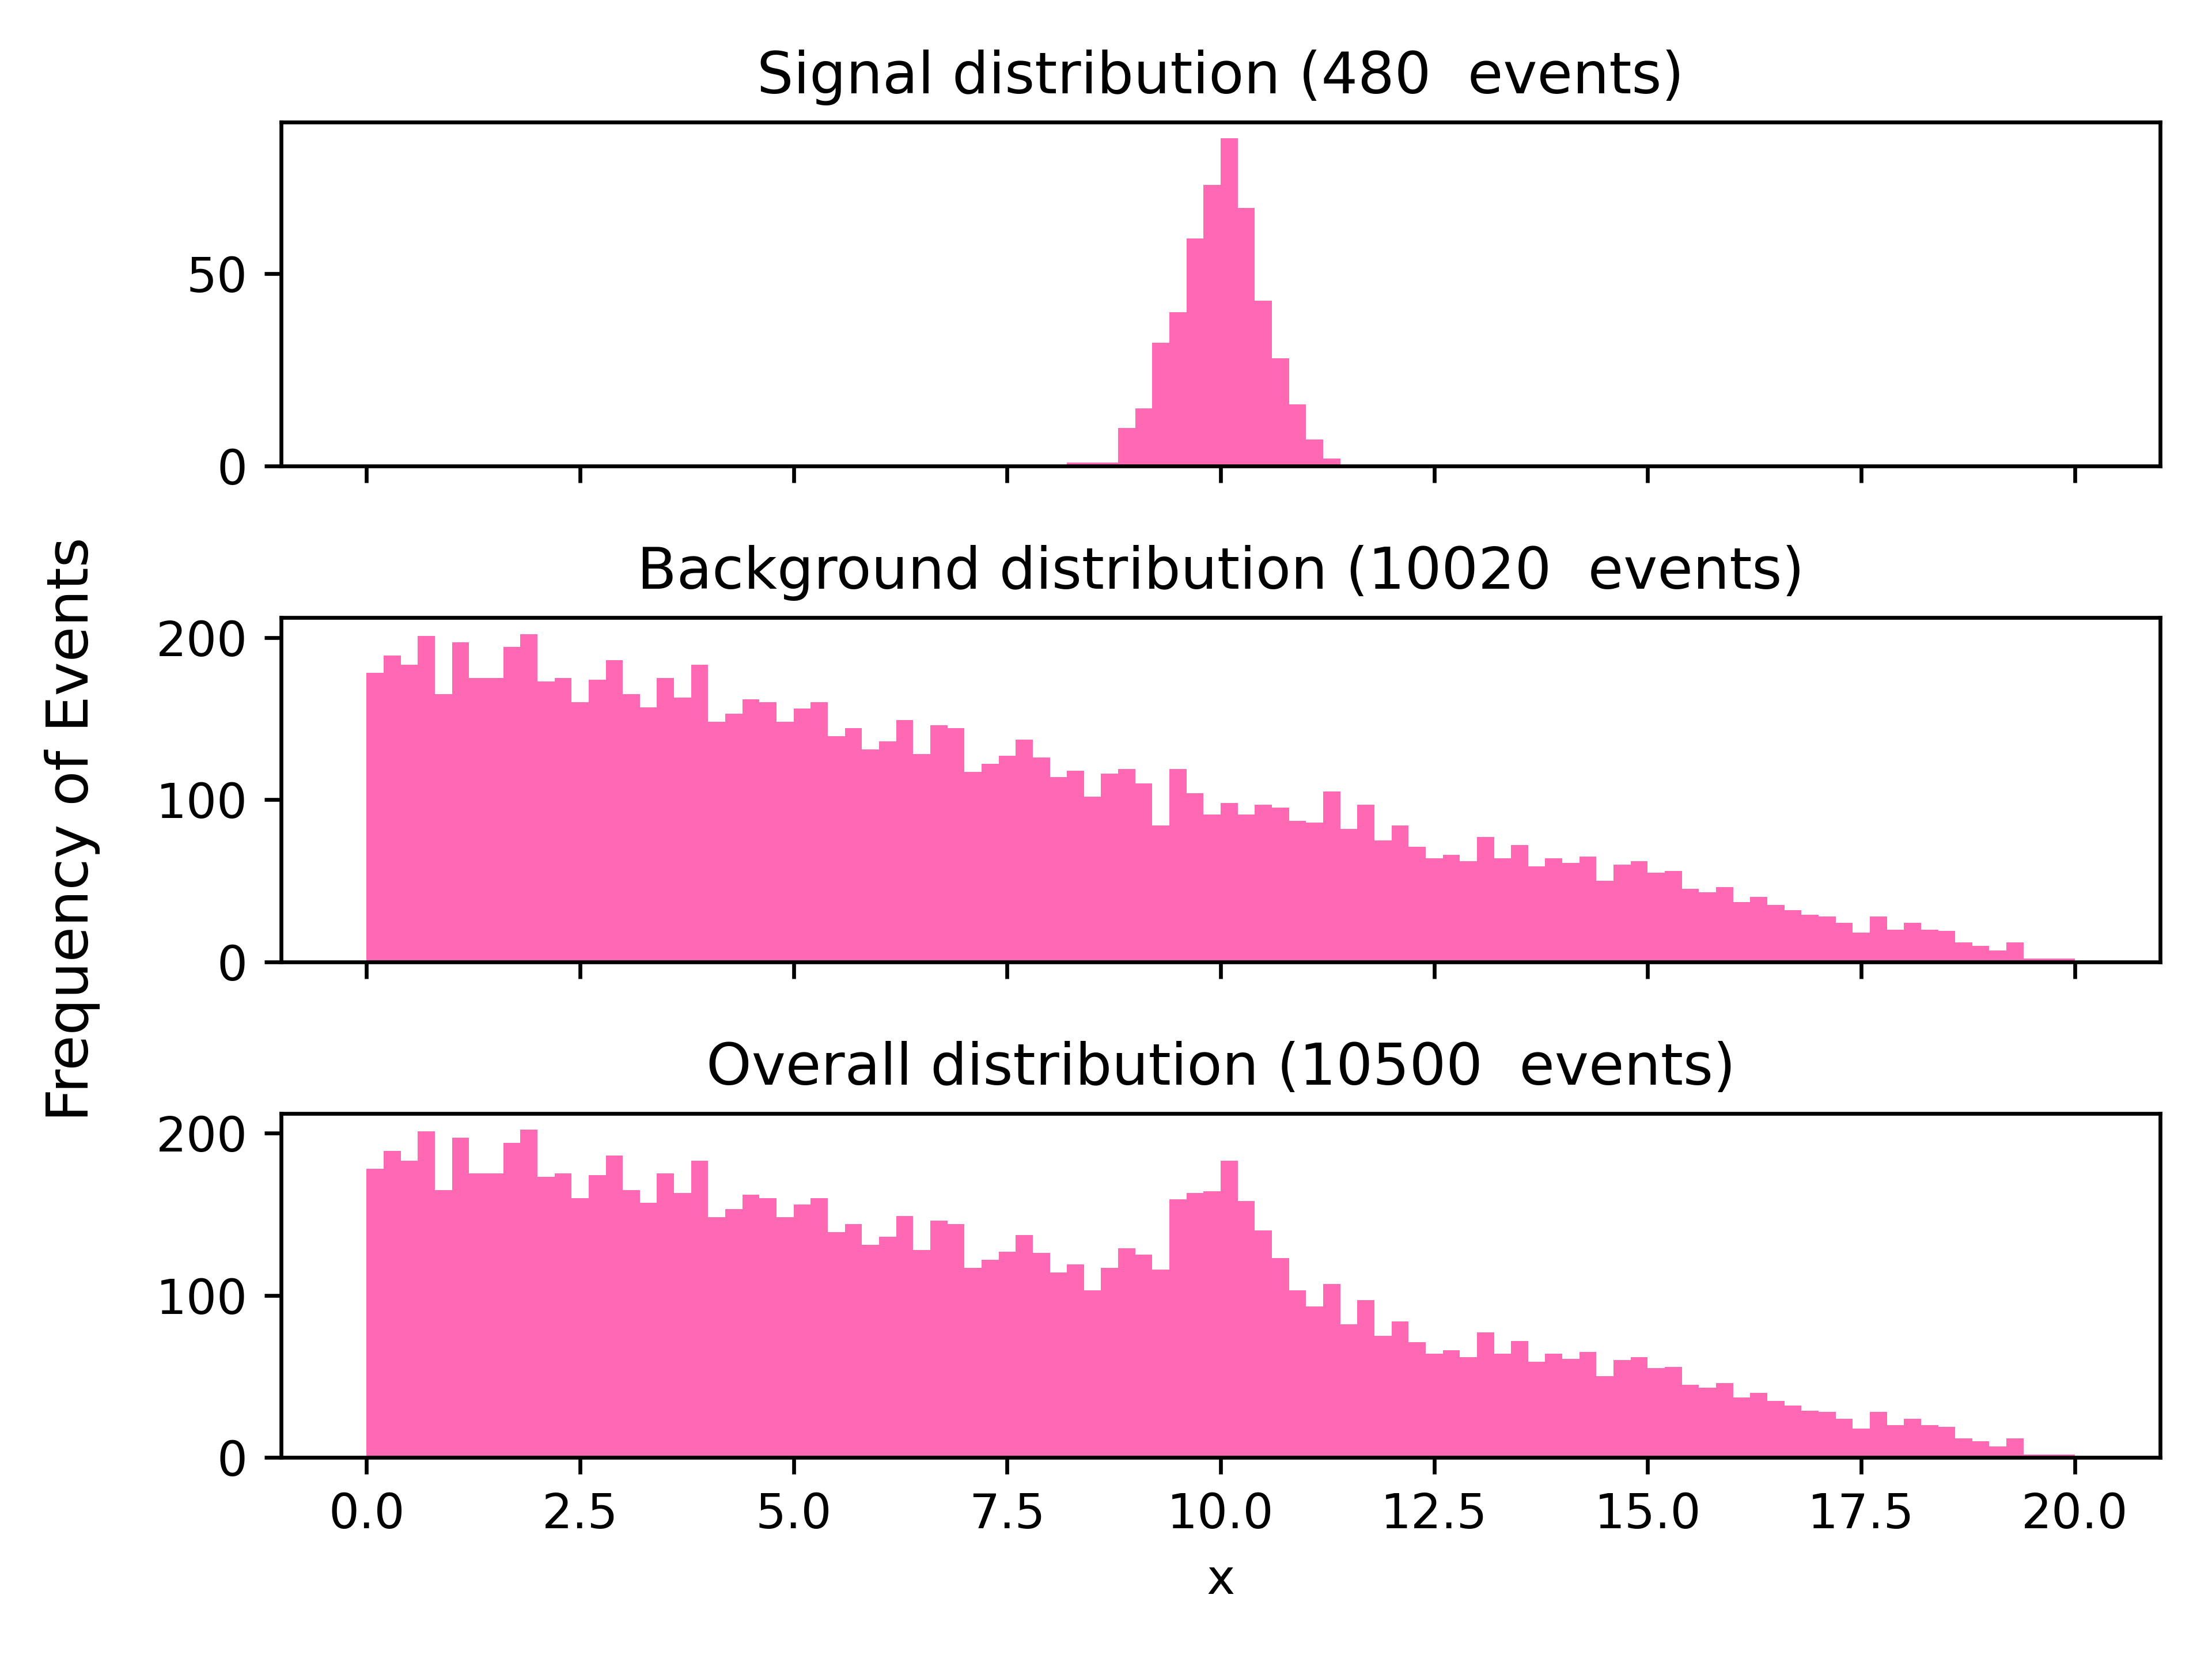 Signal distribution (480  events)
50
0
Frequency of Events
Background distribution (10020  events)
200
100
0
Overall distribution (10500  events)
200
100
0
0.0 2.5 5.0 7.5 10.0 12.5 15.0 17.5 20.0
x